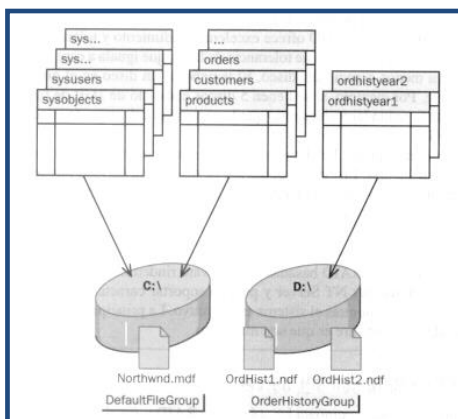 sys...
sys...
sysusers
sysobjects
...
orders
customers
products
ordhistyear2
ordhistyear1
C:\
D:\
Northwnd.mdf
OrdHist1.ndf
OrdHist2.ndf
DefaultFileGroup
OrderHistoryGroup